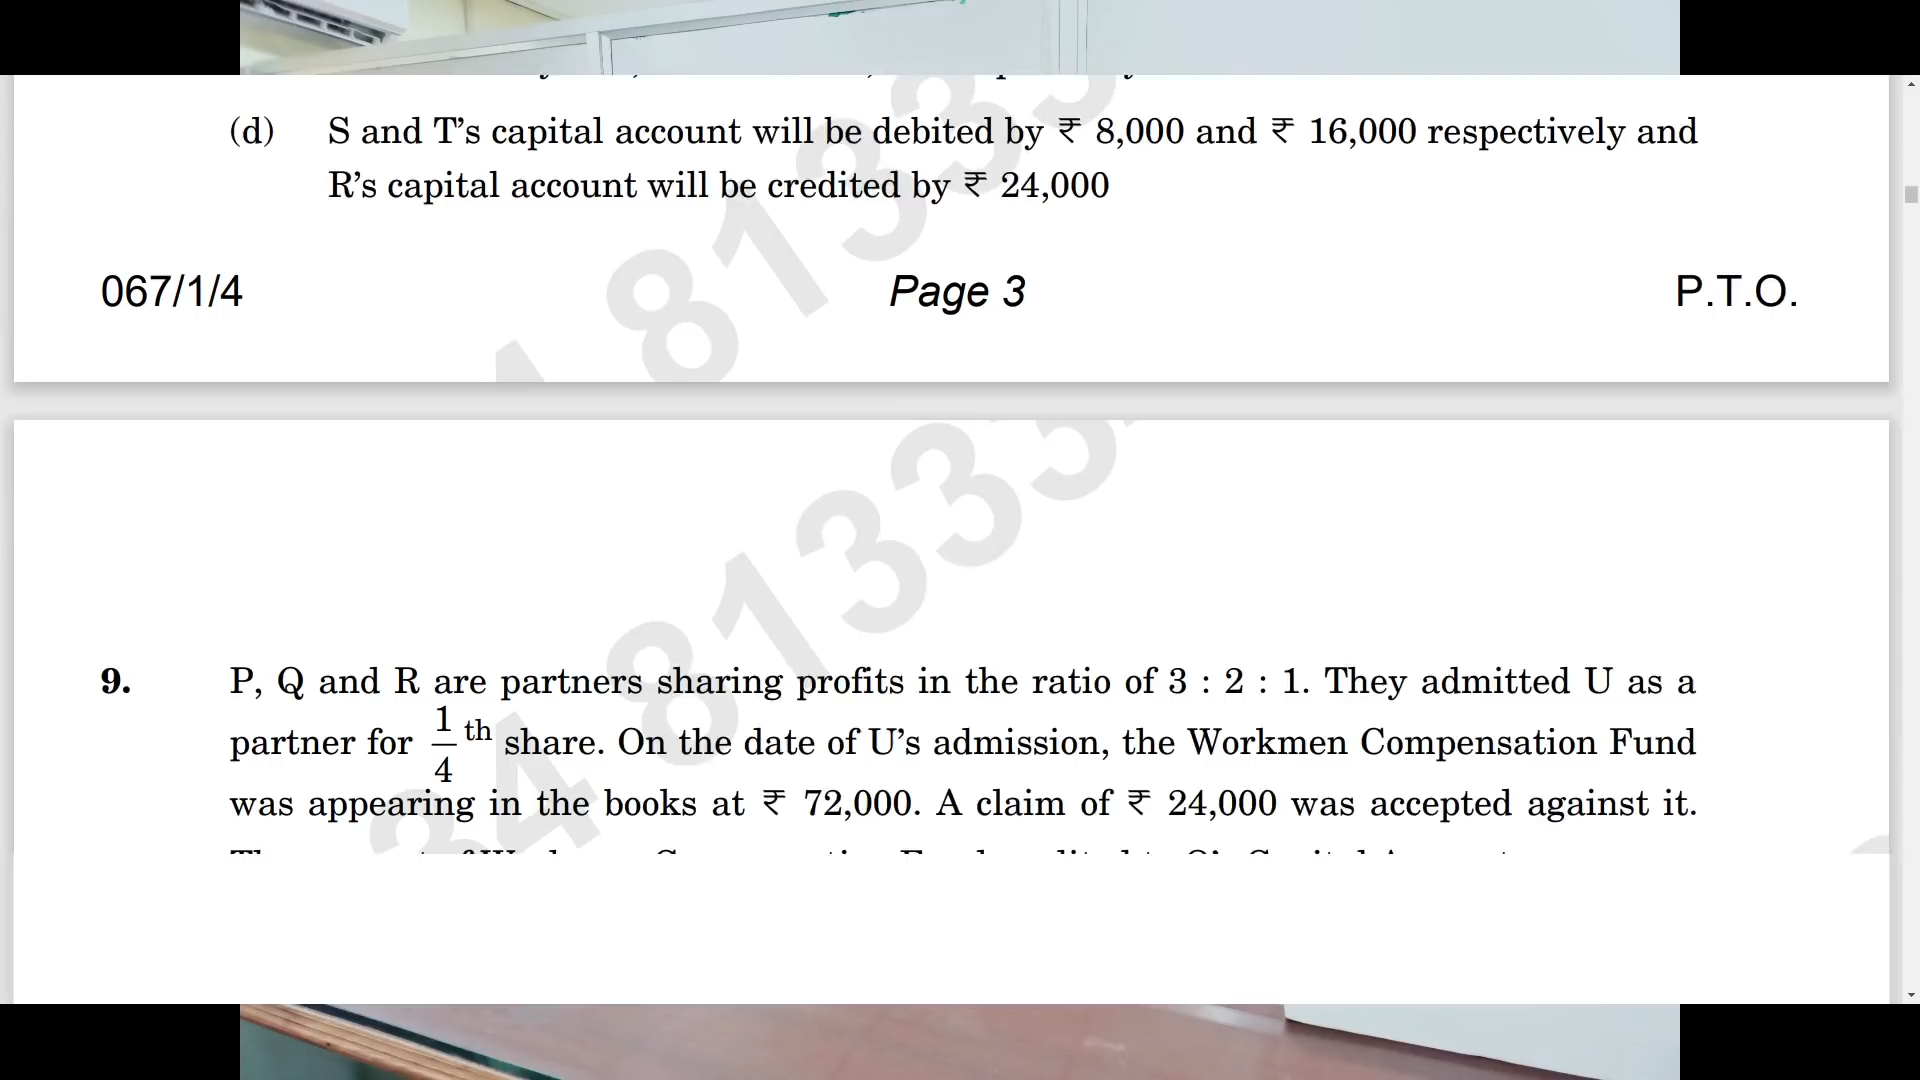 (d) S and T's capital account will be debited by ₹ 8,000 and ₹ 16,000 respectively and
R's capital account will be credited by ₹ 24,000
067/1/4 Page 3 P.T.O.
9. P, Q and R are partners sharing profits in the ratio of 3 : 2 : 1. They admitted U as a
partner for 1/4 th share. On the date of U's admission, the Workmen Compensation Fund
was appearing in the books at ₹ 72,000. A claim of ₹ 24,000 was accepted against it.